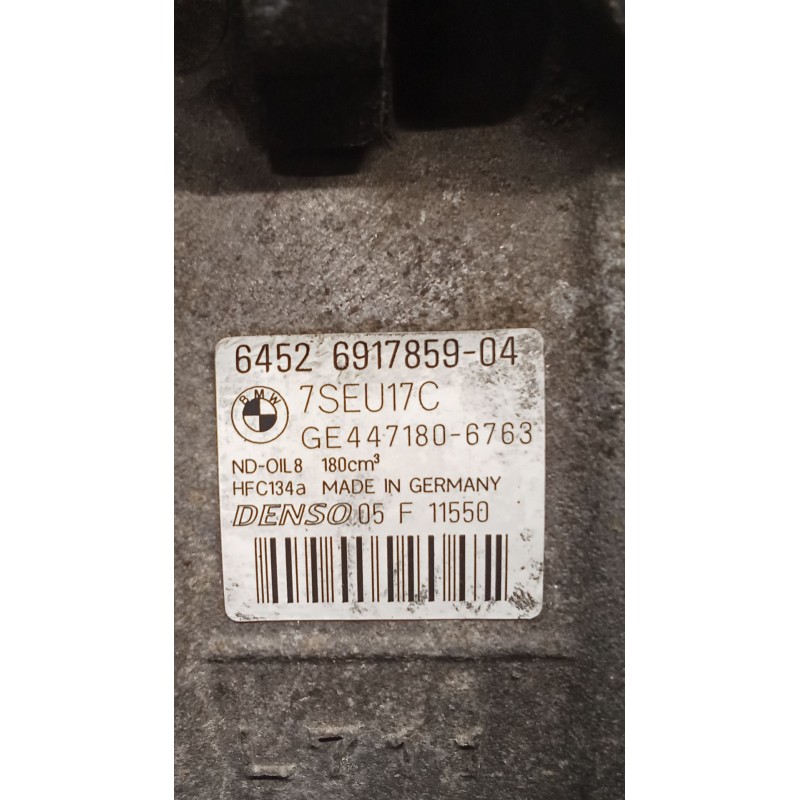 6452 6917859-04
BMW
7SEU17C
GE447180-6763
ND-OIL8 180cm³
HFC134a MADE IN GERMANY
DENSO 05 F 11550